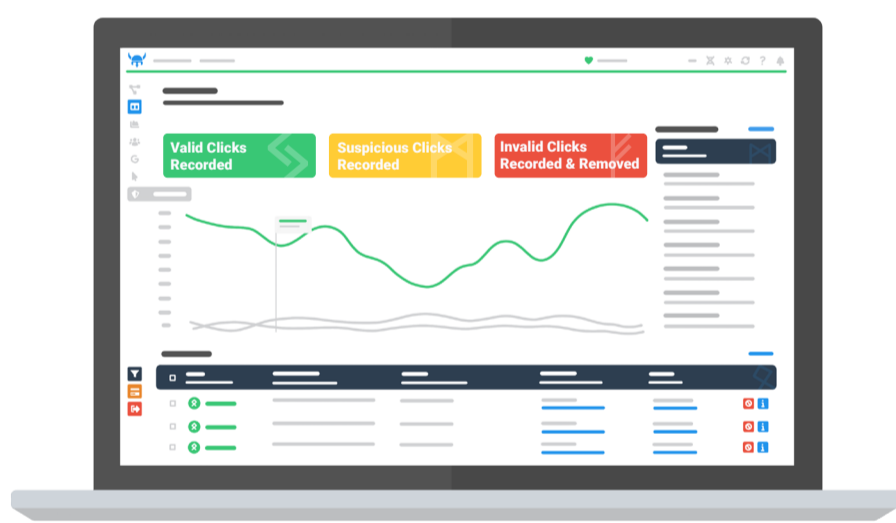 Valid Clicks
Recorded
Suspicious Clicks
Recorded
Invalid Clicks
Recorded & Removed